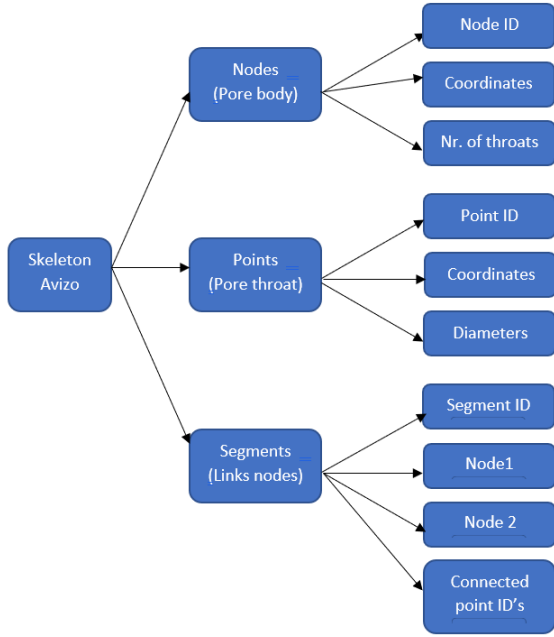 Skeleton
Avizo
Nodes
(Pore body)
Node ID
Coordinates
Nr. of throats
Points
(Pore throat)
Point ID
Coordinates
Diameters
Segments
(Links nodes)
Segment ID
Node1
Node 2
Connected
point ID's